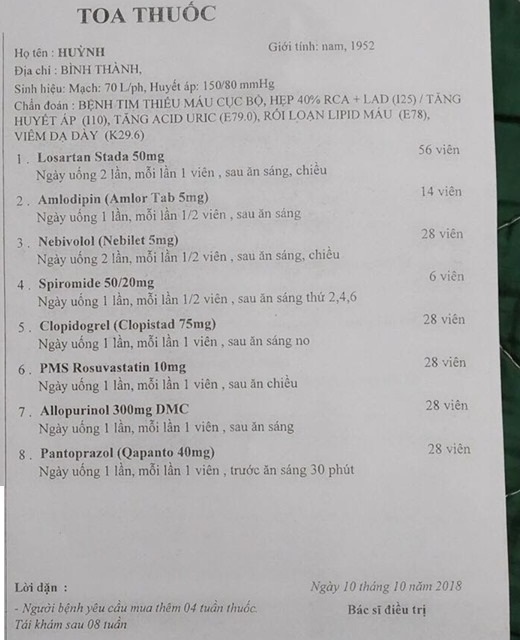 TOA THUỐC
Họ tên : HUỲNH Giới tính: nam, 1952
Địa chỉ : BÌNH THÀNH,
Sinh hiệu: Mạch: 70 L/ph, Huyết áp: 150/80 mmHg
Chẩn đoán : BỆNH TIM THIẾU MÁU CỤC BỘ, HẸP 40% RCA + LAD (I25) / TĂNG
HUYẾT ÁP (I10), TĂNG ACID URIC (E79.0), RỐI LOẠN LIPID MÁU (E78),
VIÊM DẠ DÀY (K29.6)
1 . Losartan Stada 50mg 56 viên
Ngày uống 2 lần, mỗi lần 1 viên , sau ăn sáng, chiều
2 . Amlodipin (Amlor Tab 5mg) 14 viên
Ngày uống 1 lần, mỗi lần 1/2 viên , sau ăn sáng
3 . Nebivolol (Nebilet 5mg) 28 viên
Ngày uống 2 lần, mỗi lần 1/2 viên , sau ăn sáng, chiều
4 . Spiromide 50/20mg 6 viên
Ngày uống 1 lần, mỗi lần 1/2 viên , sau ăn sáng thứ 2,4,6
5 . Clopidogrel (Clopistad 75mg) 28 viên
Ngày uống 1 lần, mỗi lần 1 viên , sau ăn sáng no
6 . PMS Rosuvastatin 10mg 28 viên
Ngày uống 1 lần, mỗi lần 1 viên , sau ăn chiều
7 . Allopurinol 300mg DMC 28 viên
Ngày uống 1 lần, mỗi lần 1 viên , sau ăn sáng
8 . Pantoprazol (Qapanto 40mg) 28 viên
Ngày uống 1 lần, mỗi lần 1 viên , trước ăn sáng 30 phút
Lời dặn : Ngày 10 tháng 10 năm 2018
- Người bệnh yêu cầu mua thêm 04 tuần thuốc. Bác sĩ điều trị
Tái khám sau 08 tuần